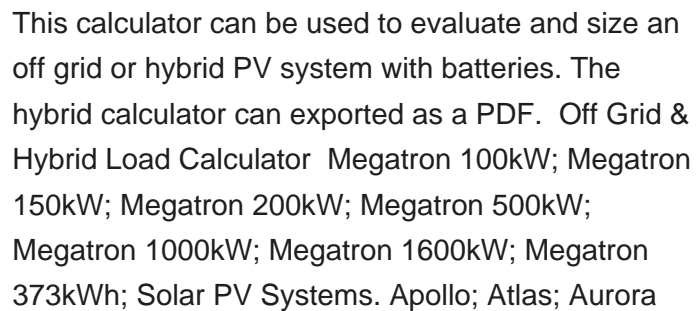 This calculator can be used to evaluate and size an
off grid or hybrid PV system with batteries. The
hybrid calculator can exported as a PDF. Off Grid &
Hybrid Load Calculator Megatron 100kW; Megatron
150kW; Megatron 200kW; Megatron 500kW;
Megatron 1000kW; Megatron 1600kW; Megatron
373kWh; Solar PV Systems. Apollo; Atlas; Aurora